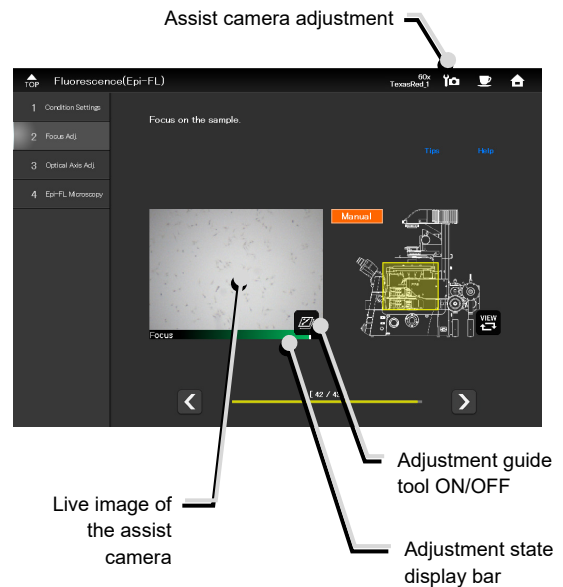 Assist camera adjustment
TOP Fluorescence(Epi-FL)
60x
TexasRed_1
1 Condition Settings
2 Focus Adj.
3 Optical Axis Adj.
4 Epi-FL Microscopy
Focus on the sample.
Tips Help
Manual
Focus
VIEW
[ 42 / 43
Adjustment guide
tool ON/OFF
Live image of
the assist
camera
Adjustment state
display bar